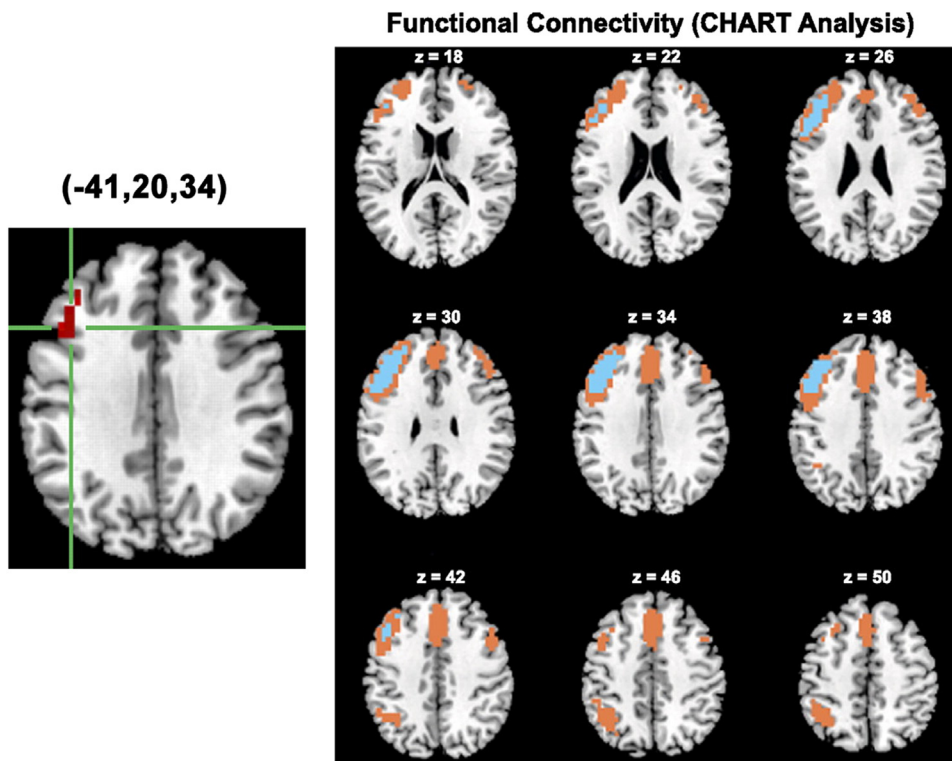 Functional Connectivity (CHART Analysis)
(-41,20,34)
z = 18
z = 22
z = 26
z = 30
z = 34
z = 38
z = 42
z = 46
z = 50